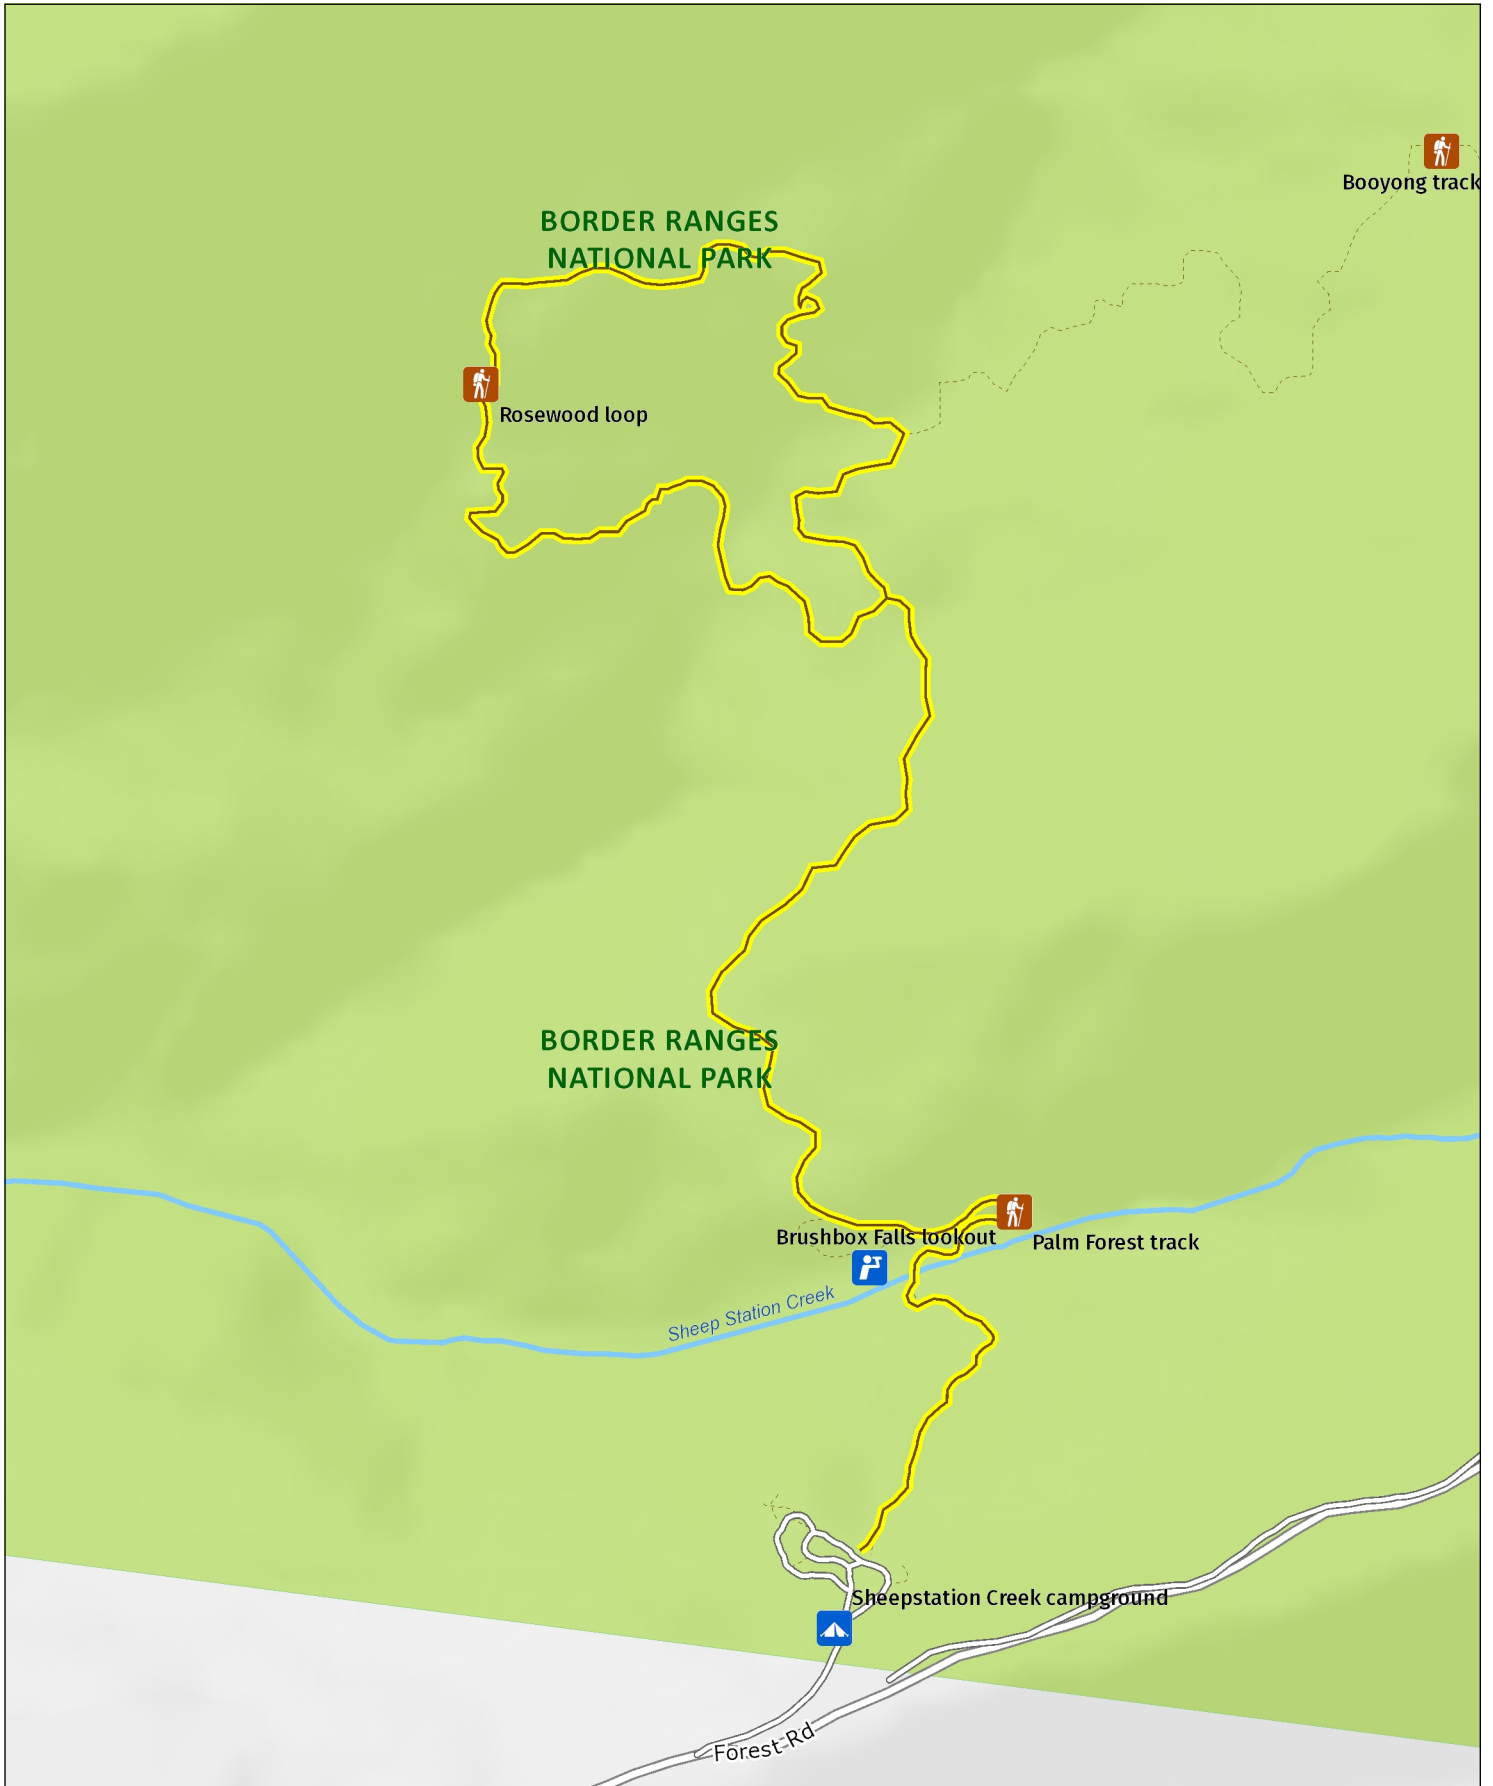 Booyong track
BORDER RANGES
NATIONAL PARK
Rosewood loop
BORDER RANGES
NATIONAL PARK
Brushbox Falls lookout
Palm Forest track
Sheep Station Creek
Sheepstation Creek campground
Forest Rd